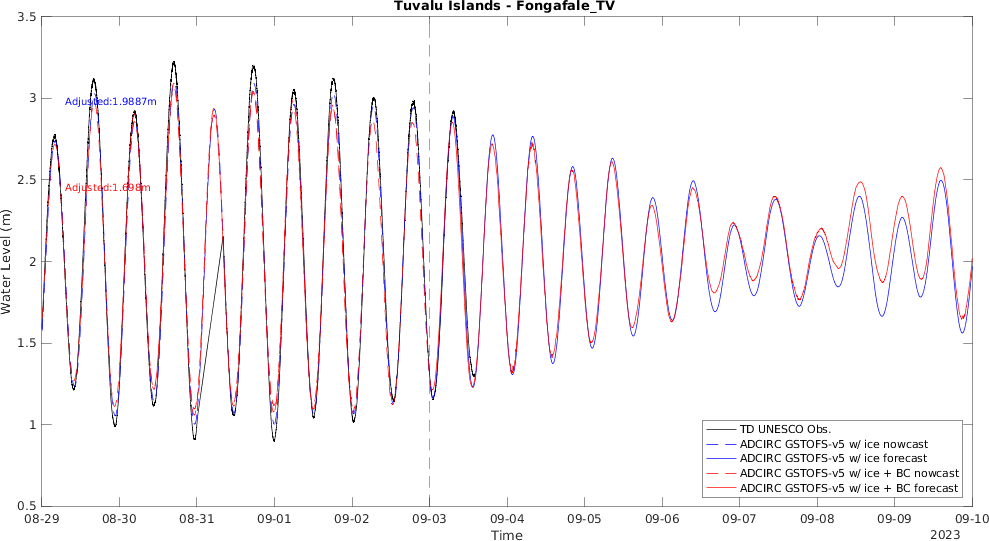 Tuvalu Islands - Fongafale_TV
3.5
3
2.5
2
1.5
1
0.5
Water Level (m)
Adjusted:1.9887m
Adjusted:1.698m
TD UNESCO Obs.
ADCIRC GSTOFS-v5 w/ ice nowcast
ADCIRC GSTOFS-v5 w/ ice forecast
ADCIRC GSTOFS-v5 w/ ice + BC nowcast
ADCIRC GSTOFS-v5 w/ ice + BC forecast
08-29 08-30 08-31 09-01 09-02 09-03 09-04 09-05 09-06 09-07 09-08 09-09 09-10
Time
2023